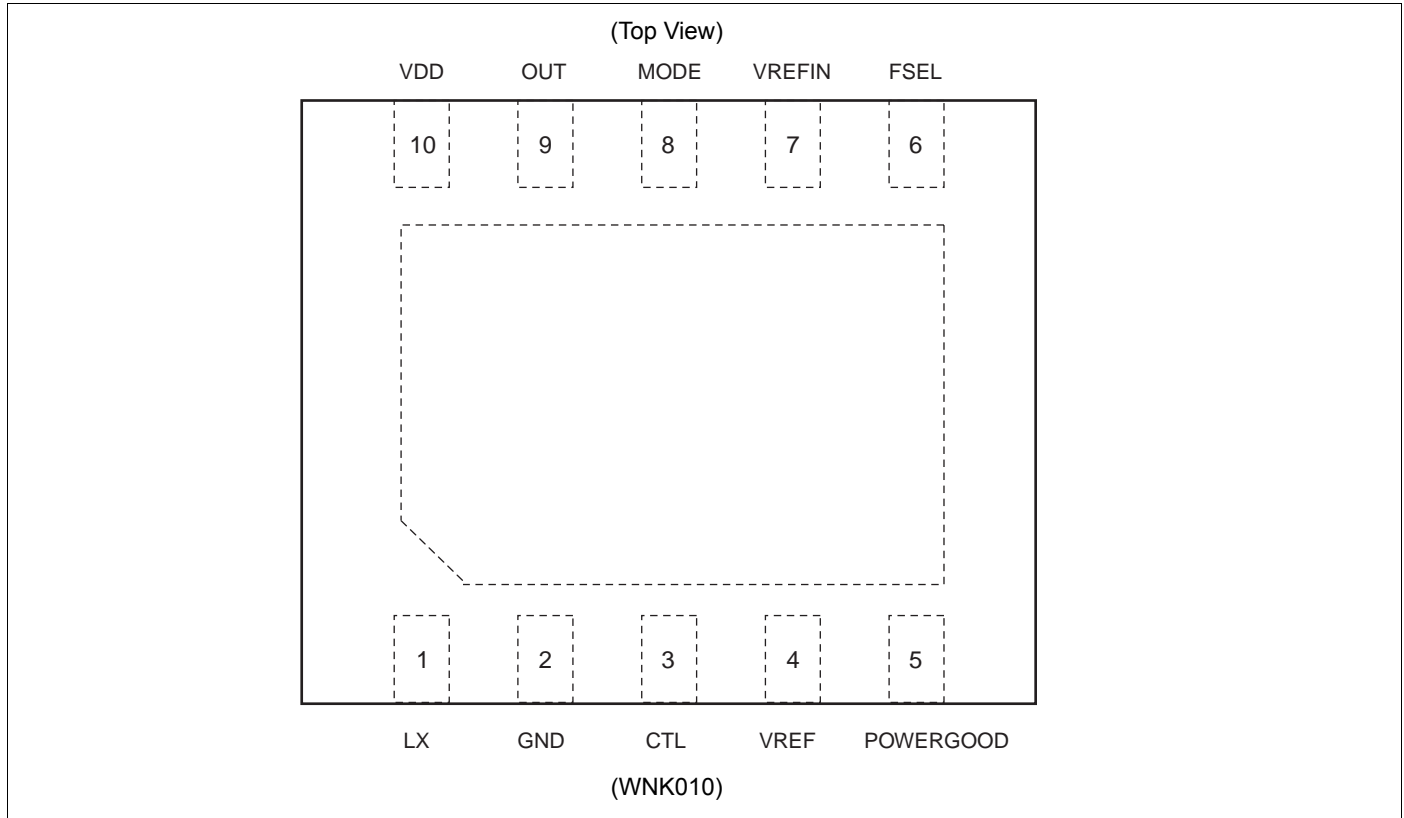 (Top View)
VDD OUT MODE VREFIN FSEL
10 9 8 7 6
1 2 3 4 5
LX GND CTL VREF POWERGOOD
(WNK010)